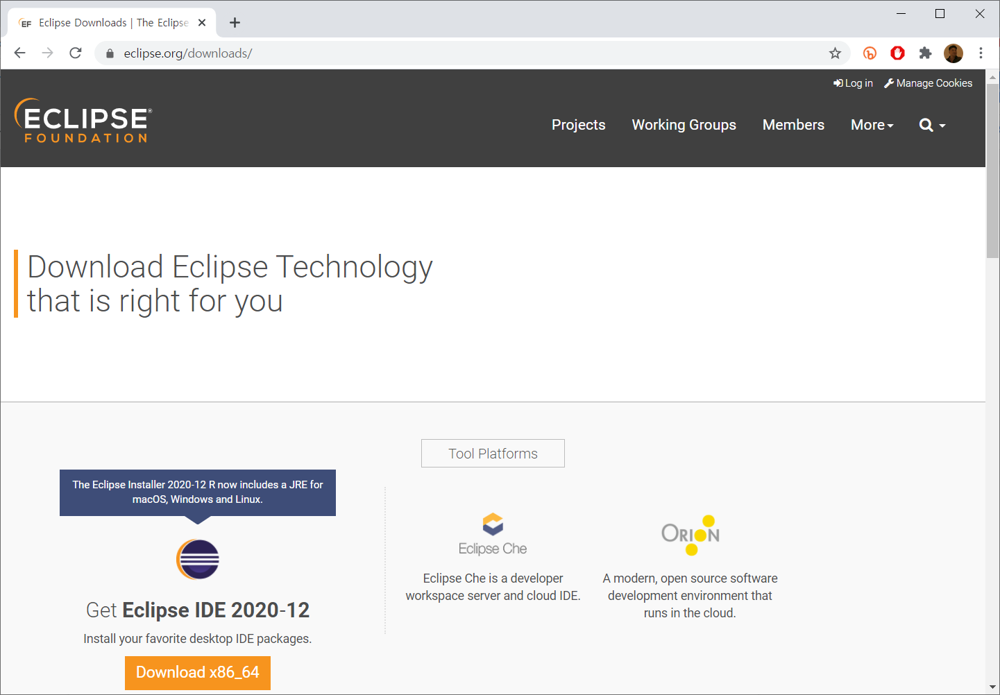 EF Eclipse Downloads | The Eclipse
eclipse.org/downloads/
Log in Manage Cookies
ECLIPSE®
FOUNDATION
Projects Working Groups Members More
Download Eclipse Technology
that is right for you
Tool Platforms
The Eclipse Installer 2020-12 R now includes a JRE for
macOS, Windows and Linux.
Get Eclipse IDE 2020-12
Install your favorite desktop IDE packages.
Download x86_64
Eclipse Che
Eclipse Che is a developer
workspace server and cloud IDE.
ORION
A modern, open source software
development environment that
runs in the cloud.